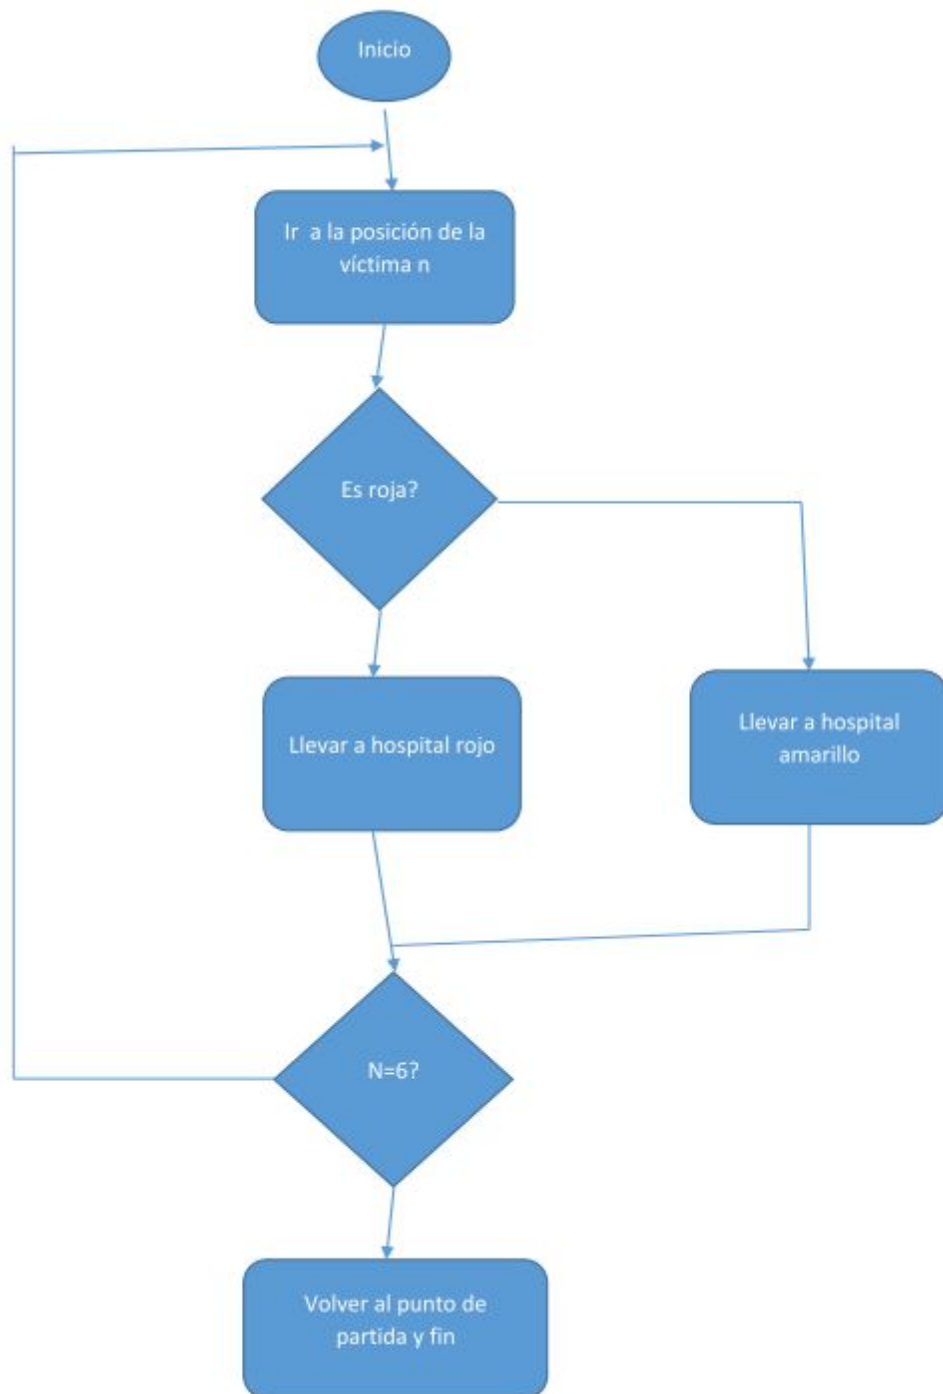 Inicio
Ir a la posición de la
víctima n
Es roja?
Llevar a hospital rojo
Llevar a hospital
amarillo
N=6?
Volver al punto de
partida y fin